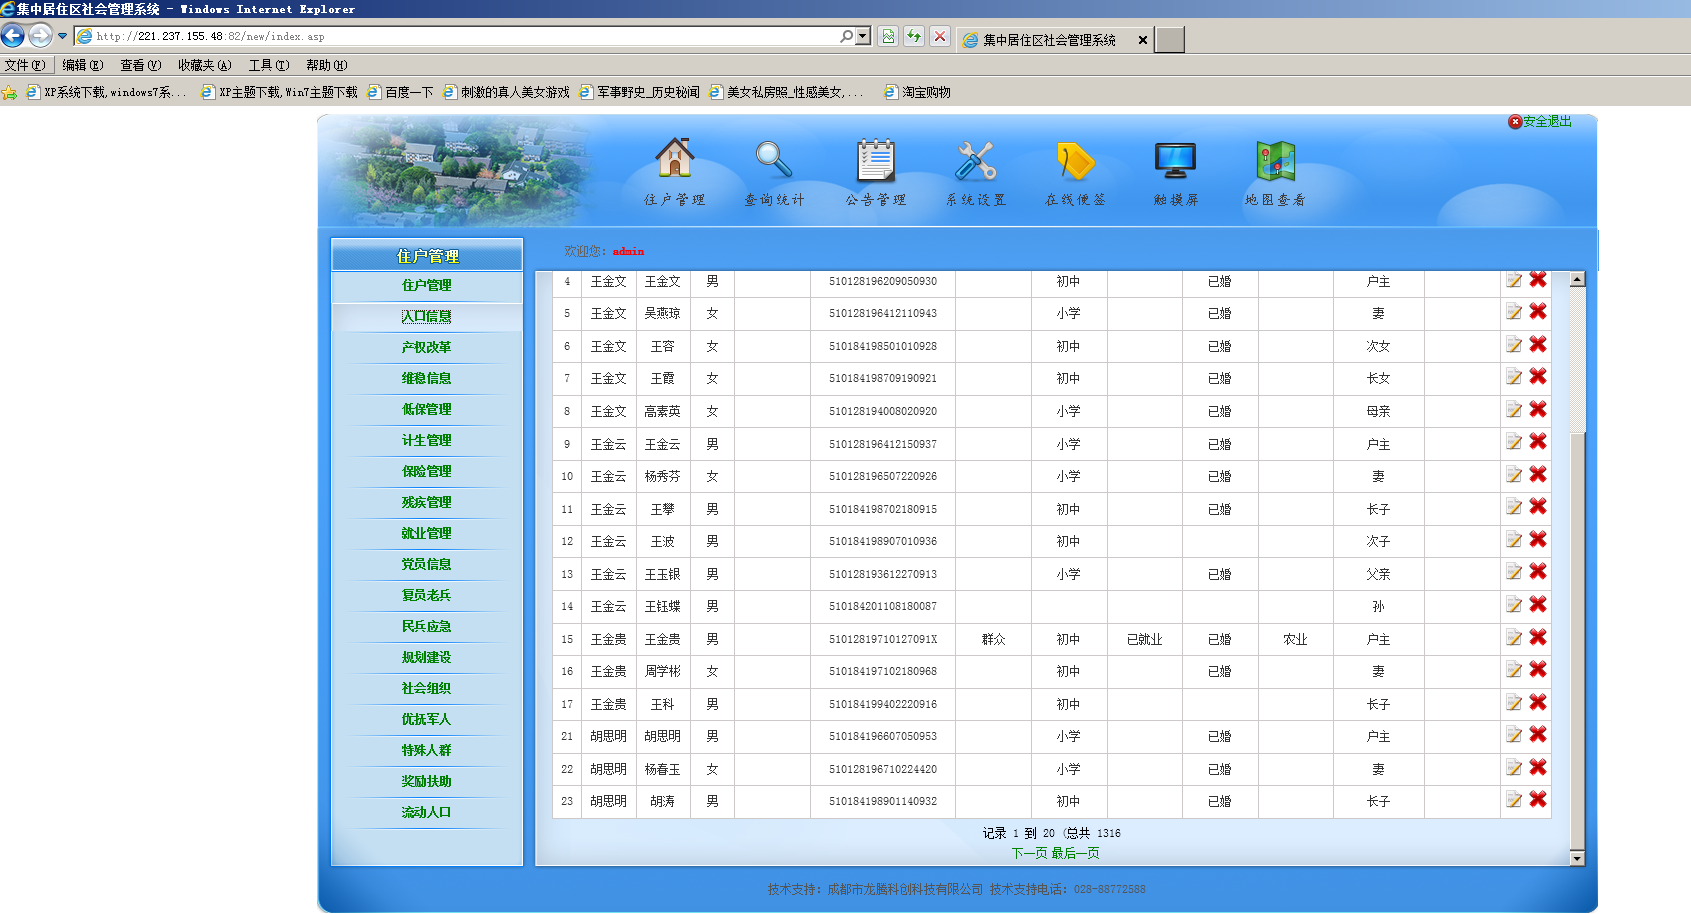 集中居住区社会管理系统 - Windows Internet Explorer
http://221.237.155.48:82/new/index.asp 集中居住区社会管理系统
文件(F) 编辑(E) 查看(V) 收藏夹(A) 工具(T) 帮助(H)
XP系统下载,windows7系... XP主题下载,Win7主题下载 百度一下 刺激的真人美女游戏 军事野史_历史秘闻 美女私房照_性感美女,... 淘宝购物
安全退出
住户管理 查询统计 公告管理 系统设置 在线便签 触摸屏 地图查看
欢迎您: admin
住户管理
住户管理
人口信息
产权改革
维稳信息
低保管理
计生管理
保险管理
残疾管理
就业管理
党员信息
复员老兵
民兵应急
规划建设
社会组织
优抚军人
特殊人群
奖励扶助
流动人口
4 王金文 王金文 男 510128196209050930 初中 已婚 户主
5 王金文 吴燕琼 女 510128196412110943 小学 已婚 妻
6 王金文 王容 女 510184198501010928 初中 已婚 次女
7 王金文 王霞 女 510184198709190921 初中 已婚 长女
8 王金文 高素英 女 510128194008020920 小学 已婚 母亲
9 王金云 王金云 男 510128196412150937 小学 已婚 户主
10 王金云 杨秀芬 女 510128196507220926 小学 已婚 妻
11 王金云 王攀 男 510184198702180915 初中 已婚 长子
12 王金云 王波 男 510184198907010936 初中 次子
13 王金云 王玉银 男 510128193612270913 小学 已婚 父亲
14 王金云 王钰蝶 男 510184201108180087 孙
15 王金贵 王金贵 男 51012819710127091X 群众 初中 已就业 已婚 农业 户主
16 王金贵 周学彬 女 510184197102180968 初中 已婚 妻
17 王金贵 王科 男 510184199402220916 初中 长子
21 胡思明 胡思明 男 510184196607050953 小学 已婚 户主
22 胡思明 杨春玉 女 510128196710224420 小学 已婚 妻
23 胡思明 胡涛 男 510184198901140932 初中 已婚 长子
记录 1 到 20 (总共 1316
下一页 最后一页
技术支持: 成都市龙腾科创科技有限公司 技术支持电话: 028-88772588